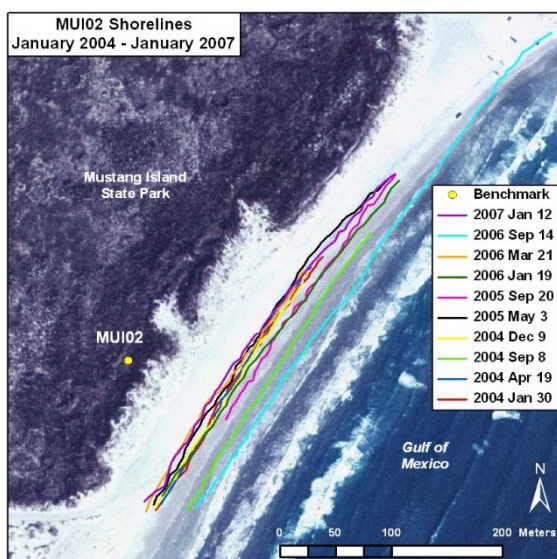 MUI02 Shorelines
January 2004 - January 2007
Mustang Island
State Park
Benchmark
2007 Jan 12
2006 Sep 14
2006 Mar 21
2006 Jan 19
2005 Sep 20
2005 May 3
2004 Dec 9
2004 Sep 8
2004 Apr 19
2004 Jan 30
MUI02
Gulf of
Mexico
N
0 50 100 200 Meters